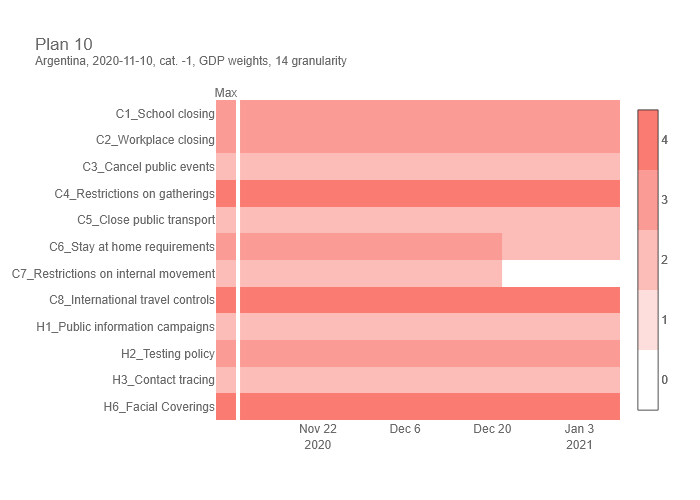 Plan 10
Argentina, 2020-11-10, cat. -1, GDP weights, 14 granularity
Max
C1_School closing
C2_Workplace closing
C3_Cancel public events
C4_Restrictions on gatherings
C5_Close public transport
C6_Stay at home requirements
C7_Restrictions on internal movement
C8_International travel controls
H1_Public information campaigns
H2_Testing policy
H3_Contact tracing
H6_Facial Coverings
Nov 22 Dec 6 Dec 20 Jan 3
2020 2021
4
3
2
1
0